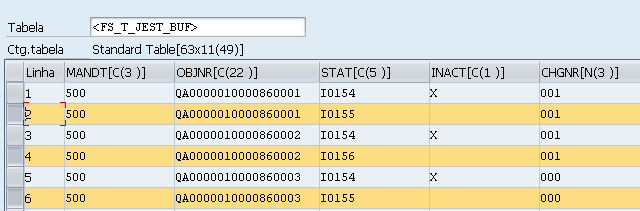 Tabela <FS_T_JEST_BUF>
Ctg.tabela Standard Table[63x11(49)]
Linha MANDT[C(3 )] OBJNR[C(22 )] STAT[C(5 )] INACT[C(1 )] CHGNR[N(3 )]
1 500 QA0000010000860001 I0154 X 001
2 500 QA0000010000860001 I0155 001
3 500 QA0000010000860002 I0154 X 001
4 500 QA0000010000860002 I0156 001
5 500 QA0000010000860003 I0154 X 000
6 500 QA0000010000860003 I0155 000